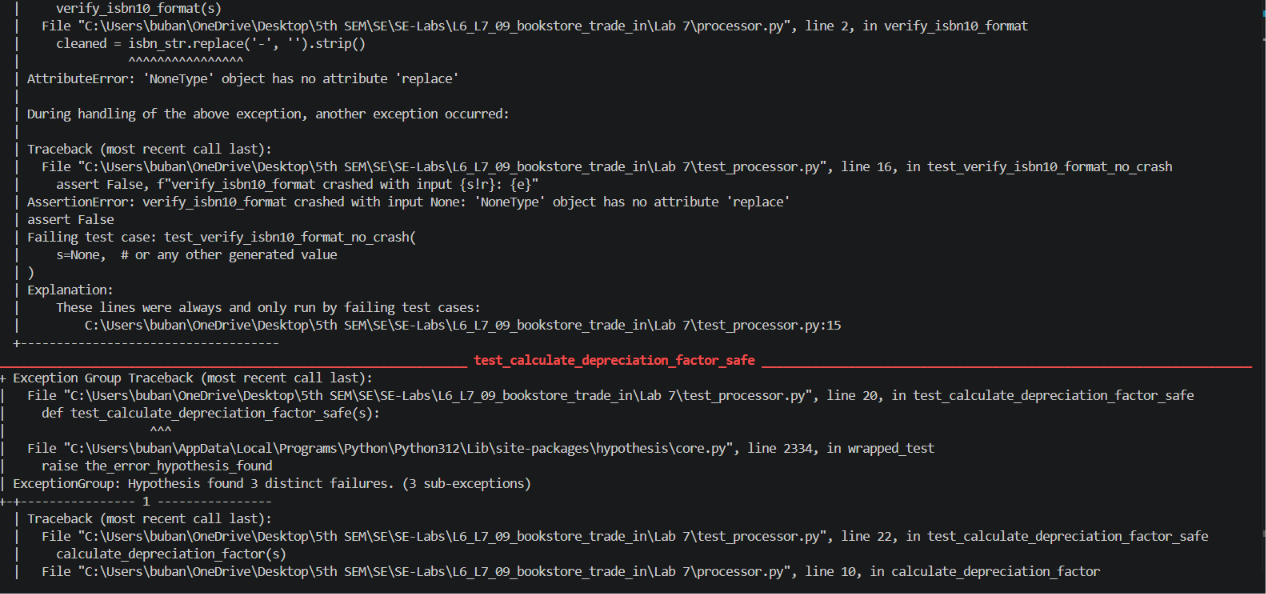 |     verify_isbn10_format(s)
|   File "C:\Users\buban\OneDrive\Desktop\5th SEM\SE\SE-Labs\L6_L7_09_bookstore_trade_in\Lab 7\processor.py", line 2, in verify_isbn10_format
|     cleaned = isbn_str.replace('-', '').strip()
|               ^^^^^^^^^^^^^^^^
| AttributeError: 'NoneType' object has no attribute 'replace'
|
| During handling of the above exception, another exception occurred:
|
| Traceback (most recent call last):
|   File "C:\Users\buban\OneDrive\Desktop\5th SEM\SE\SE-Labs\L6_L7_09_bookstore_trade_in\Lab 7\test_processor.py", line 16, in test_verify_isbn10_format_no_crash
|     assert False, f"verify_isbn10_format crashed with input {s!r}: {e}"
| AssertionError: verify_isbn10_format crashed with input None: 'NoneType' object has no attribute 'replace'
| assert False
| Failing test case: test_verify_isbn10_format_no_crash(
|     s=None,  # or any other generated value
| )
| Explanation:
|     These lines were always and only run by failing test cases:
|         C:\Users\buban\OneDrive\Desktop\5th SEM\SE\SE-Labs\L6_L7_09_bookstore_trade_in\Lab 7\test_processor.py:15
+------------------------------------
test_calculate_depreciation_factor_safe
+ Exception Group Traceback (most recent call last):
|   File "C:\Users\buban\OneDrive\Desktop\5th SEM\SE\SE-Labs\L6_L7_09_bookstore_trade_in\Lab 7\test_processor.py", line 20, in test_calculate_depreciation_factor_safe
|     def test_calculate_depreciation_factor_safe(s):
|                    ^^^
|   File "C:\Users\buban\AppData\Local\Programs\Python\Python312\Lib\site-packages\hypothesis\core.py", line 2334, in wrapped_test
|     raise the_error_hypothesis_found
| ExceptionGroup: Hypothesis found 3 distinct failures. (3 sub-exceptions)
+-+---------------- 1 ----------------
| Traceback (most recent call last):
|   File "C:\Users\buban\OneDrive\Desktop\5th SEM\SE\SE-Labs\L6_L7_09_bookstore_trade_in\Lab 7\test_processor.py", line 22, in test_calculate_depreciation_factor_safe
|     calculate_depreciation_factor(s)
|   File "C:\Users\buban\OneDrive\Desktop\5th SEM\SE\SE-Labs\L6_L7_09_bookstore_trade_in\Lab 7\processor.py", line 10, in calculate_depreciation_factor